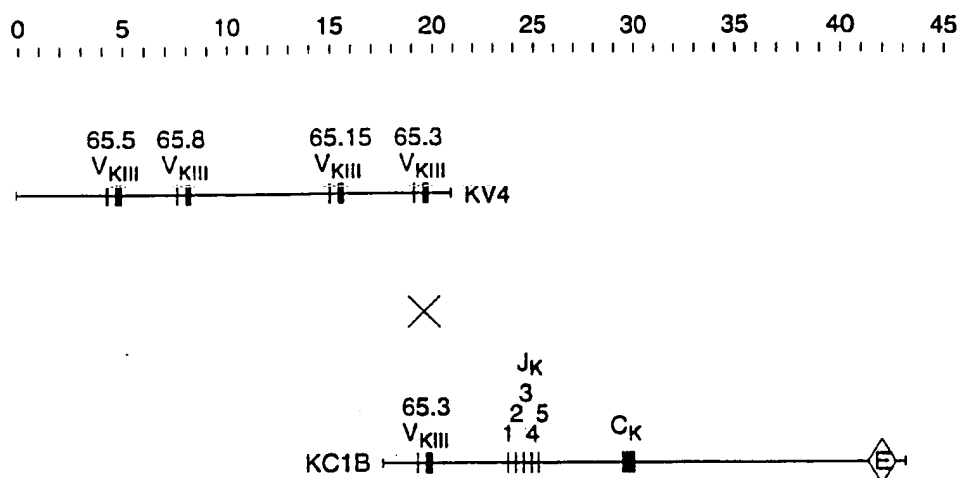 0 5 10 15 20 25 30 35 40 45
65.5 65.8 65.15 65.3
VKIII VKIII VKIII VKIII
KV4
JK
3
65.3 2 5
VKIII 1 4 CK
KC1B E